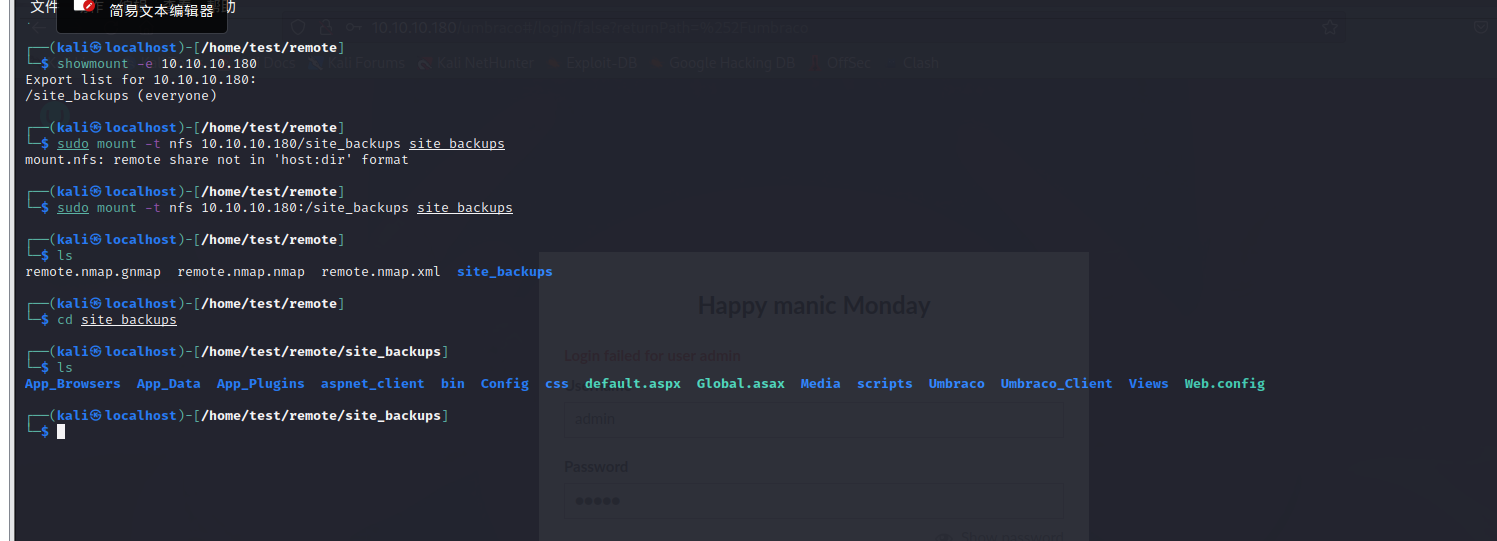 文件 帮助
简易文本编辑器
10.10.10.180
┌──(kali㉿localhost)-[/home/test/remote]
└─$ showmount -e 10.10.10.180
Docs Kali Forums Kali NetHunter Exploit-DB Google Hacking DB OffSec Clash
Export list for 10.10.10.180:
/site_backups (everyone)
┌──(kali㉿localhost)-[/home/test/remote]
└─$ sudo mount -t nfs 10.10.10.180/site_backups site_backups
mount.nfs: remote share not in 'host:dir' format
┌──(kali㉿localhost)-[/home/test/remote]
└─$ sudo mount -t nfs 10.10.10.180:/site_backups site_backups
┌──(kali㉿localhost)-[/home/test/remote]
└─$ ls
remote.nmap.gnmap remote.nmap.nmap remote.nmap.xml site_backups
┌──(kali㉿localhost)-[/home/test/remote]
└─$ cd site_backups
Happy manic Monday
┌──(kali㉿localhost)-[/home/test/remote/site_backups]
└─$ ls
Login failed for user admin
App_Browsers App_Data App_Plugins aspnet_client bin Config css default.aspx Global.asax Media scripts Umbraco Umbraco_Client Views Web.config
┌──(kali㉿localhost)-[/home/test/remote/site_backups]
└─$
admin
Password
●●●●●